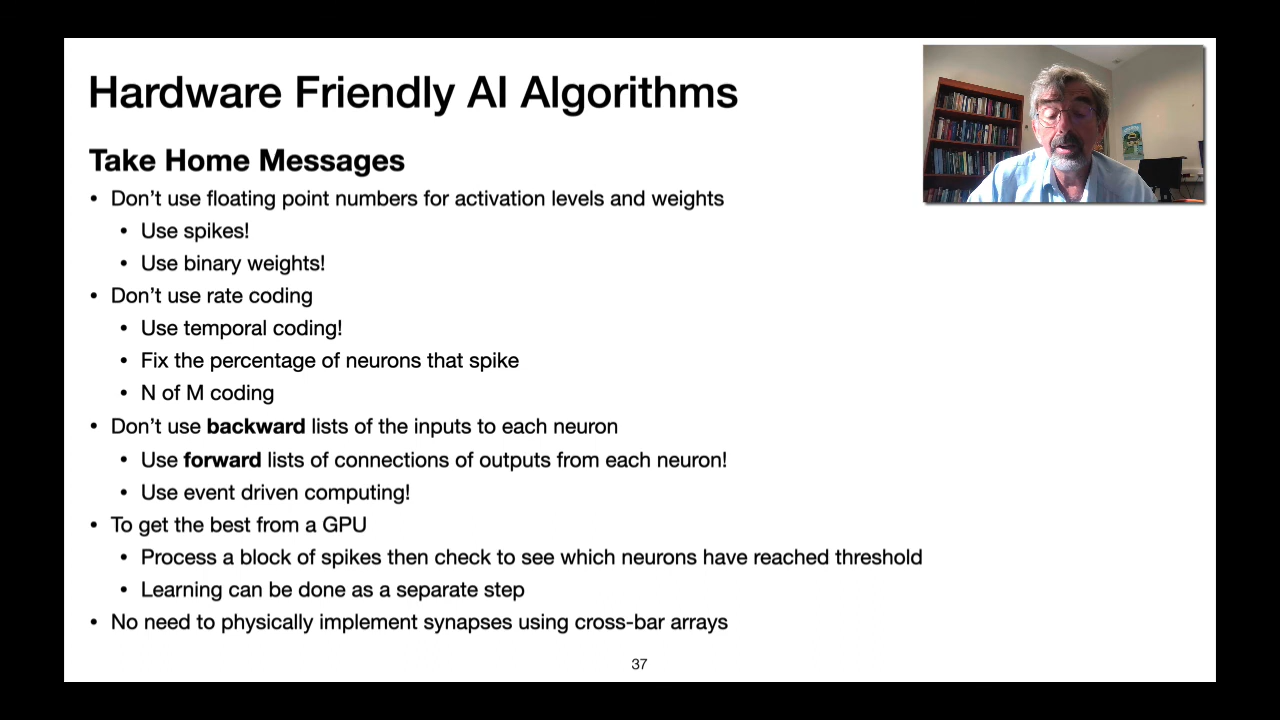 Hardware Friendly AI Algorithms
Take Home Messages
• Don't use floating point numbers for activation levels and weights
• Use spikes!
• Use binary weights!
• Don't use rate coding
• Use temporal coding!
• Fix the percentage of neurons that spike
• N of M coding
• Don't use backward lists of the inputs to each neuron
• Use forward lists of connections of outputs from each neuron!
• Use event driven computing!
• To get the best from a GPU
• Process a block of spikes then check to see which neurons have reached threshold
• Learning can be done as a separate step
• No need to physically implement synapses using cross-bar arrays
37